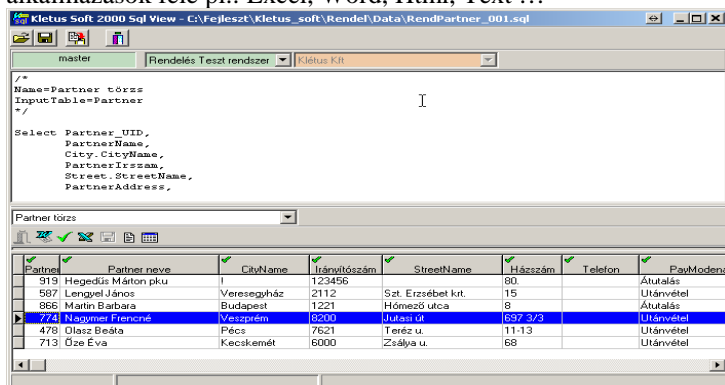 alkalmazások felé pl.: Excel, Word, Html, Text …
Kletus Soft 2000 Sql View - C:\Fejleszt\Kletus_soft\Rendel\Data\RendPartner_001.sql
master Rendelés Teszt rendszer Klétus Kft
/*
Name=Partner törzs
InputTable=Partner
*/
Select Partner_UID,
PartnerName,
City.CityName,
PartnerIrszam,
Street.StreetName,
PartnerAddress,
Partner törzs
Partner Partner neve CityName Irányítószám StreetName Házszám Telefon PayModena
919 Hegedűs Márton pku ! 123456 80. Átutalás
587 Lengyel János Veresegyház 2112 Szt. Erzsébet krt. 15 Utánvétel
866 Martin Barbara Budapest 1221 Hómező utca 8 Átutalás
774 Nagymer Frencné Veszprém 8200 Jutasi út 697 3/3 Utánvétel
478 Olasz Beáta Pécs 7621 Teréz u. 11-13 Utánvétel
713 Őze Éva Kecskemét 6000 Zsálya u. 68 Utánvétel